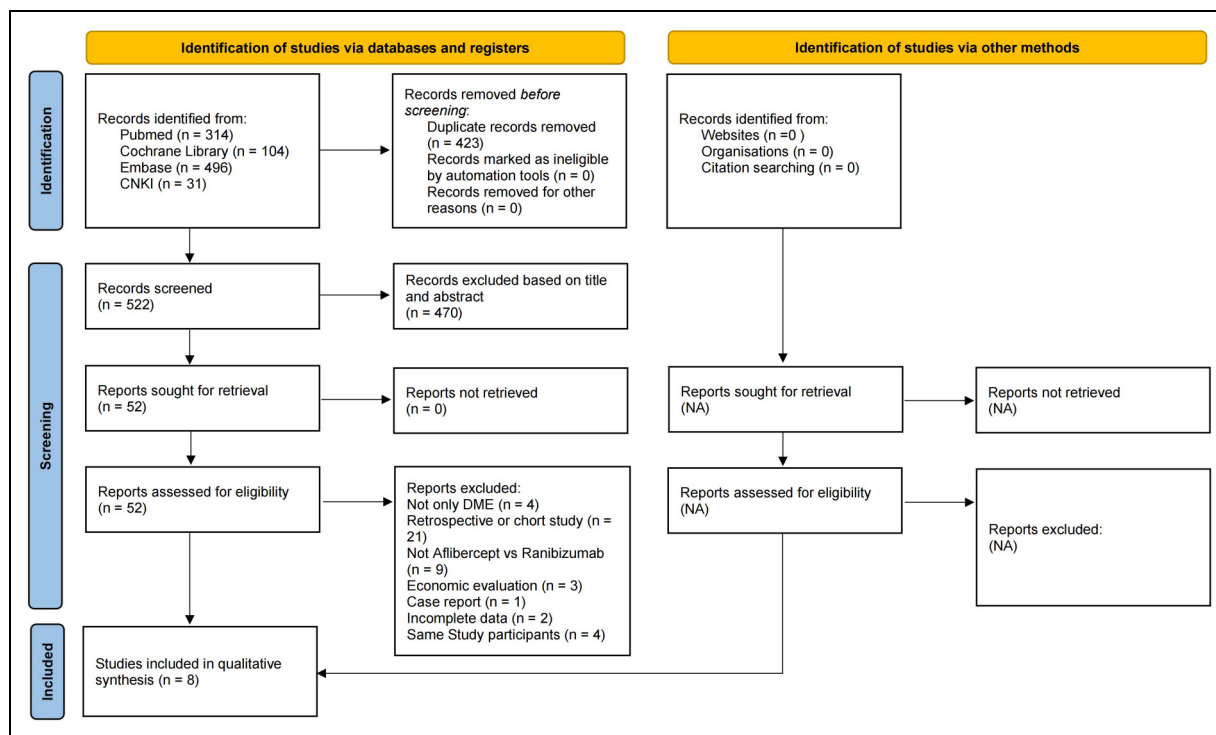 Identification of studies via databases and registers
Identification of studies via other methods
Identification
Records identified from:
Pubmed (n = 314)
Cochrane Library (n = 104)
Embase (n = 496)
CNKI (n = 31)
Records removed before
screening:
Duplicate records removed
(n = 423)
Records marked as ineligible
by automation tools (n = 0)
Records removed for other
reasons (n = 0)
Records identified from:
Websites (n =0 )
Organisations (n = 0)
Citation searching (n = 0)
Screening
Records screened
(n = 522)
Records excluded based on title
and abstract
(n = 470)
Reports sought for retrieval
(n = 52)
Reports not retrieved
(n = 0)
Reports sought for retrieval
(NA)
Reports not retrieved
(NA)
Reports assessed for eligibility
(n = 52)
Reports excluded:
Not only DME (n = 4)
Retrospective or chort study (n =
21)
Not Aflibercept vs Ranibizumab
(n = 9)
Economic evaluation (n = 3)
Case report (n = 1)
Incomplete data (n = 2)
Same Study participants (n = 4)
Reports assessed for eligibility
(NA)
Reports excluded:
(NA)
Included
Studies included in qualitative
synthesis (n = 8)